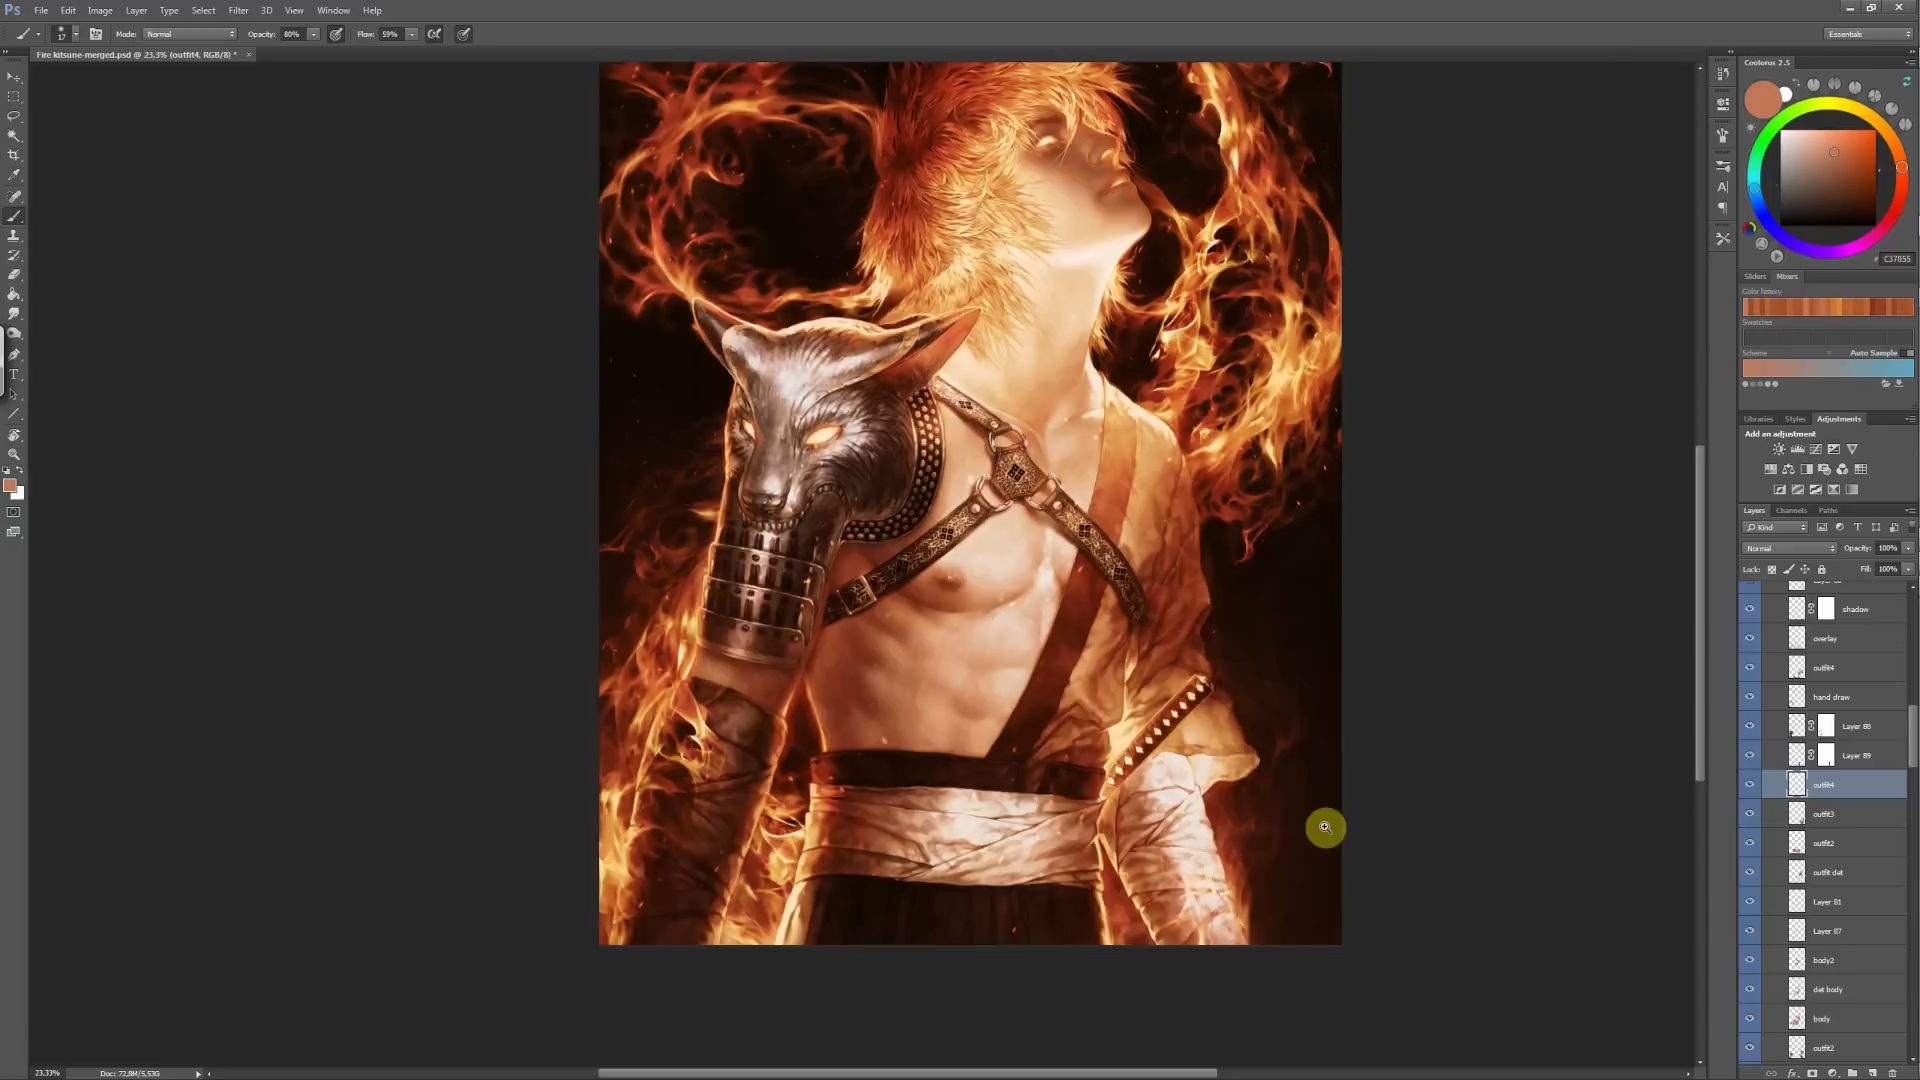 Ps File Edit Image Layer Type Select Filter 3D View Window Help
17 Mode: Normal Opacity: 80% Flow: 59% Essentials
Fire kitsune-merged.psd @ 23,3% (outfit4, RGB/8) * ×
Coolorus 2.5
# C37855
Sliders Mixers
Color history
Swatches
Scheme Auto Sample
Libraries Styles Adjustments
Add an adjustment
Layers Channels Paths
Kind
Normal Opacity: 100%
Lock: Fill: 100%
shadow
overlay
outfit4
hand draw
Layer 88
Layer 89
outfit4
outfit3
outfit2
outfit det
Layer 81
Layer 87
body2
det body
body
outfit2
23.33% Doc: 72,8M/5,53G